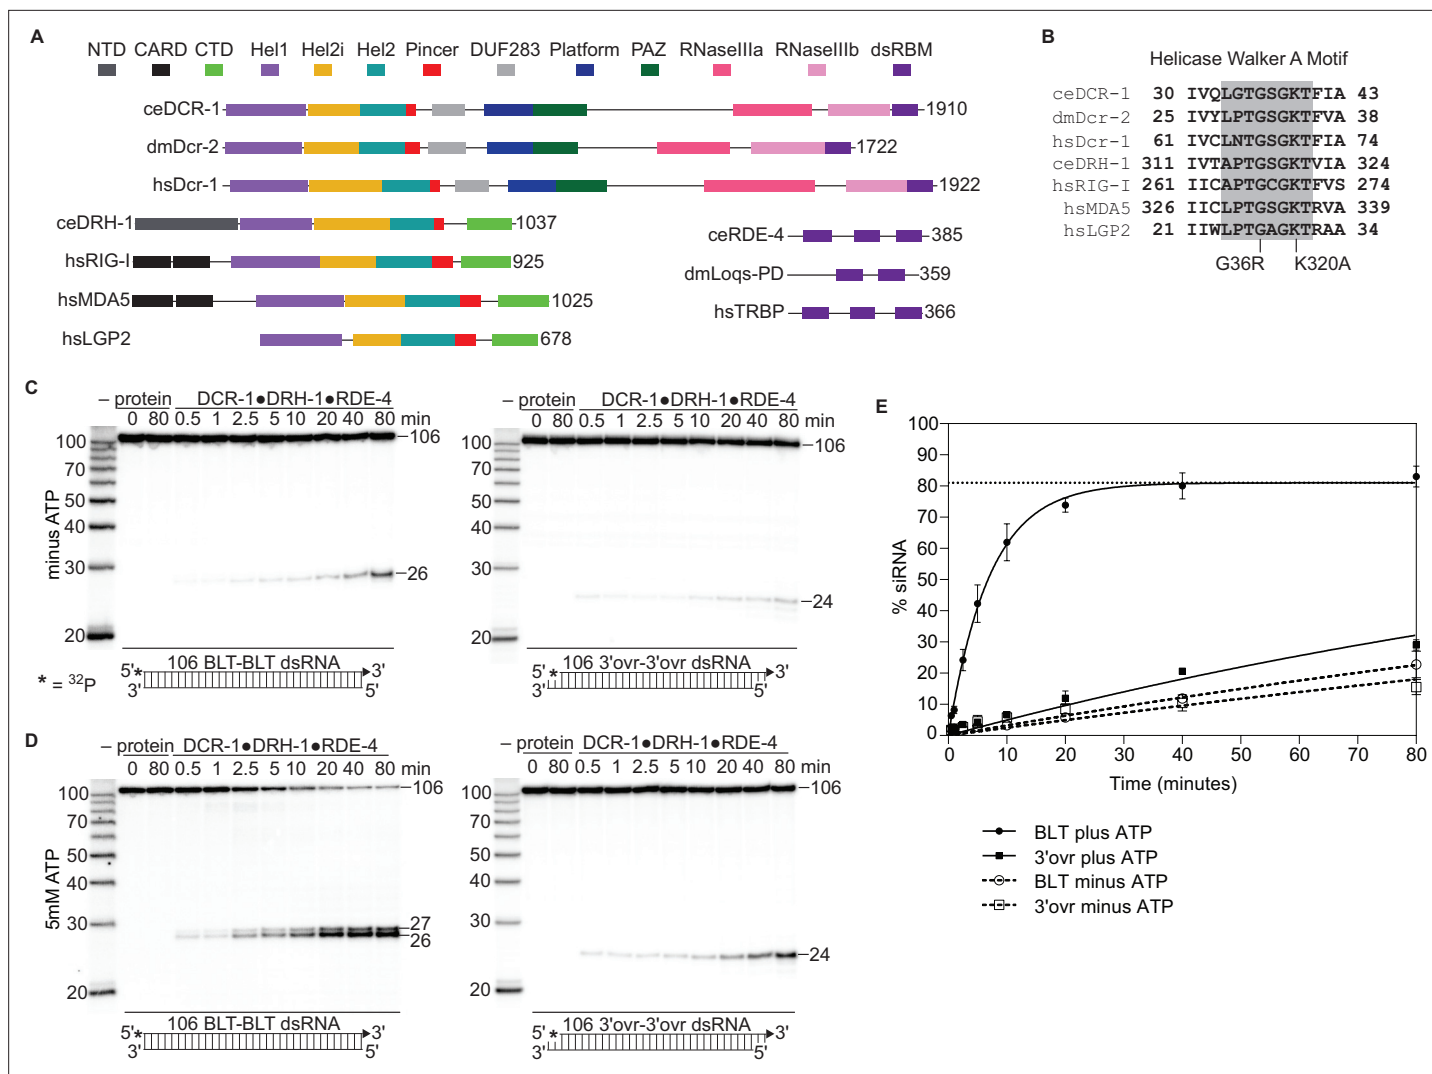 A
NTD CARD CTD Hel1 Hel2i Hel2 Pincer DUF283 Platform PAZ RNaseIIIa RNaseIIIb dsRBM
ceDCR-1 1910
dmDcr-2 1722
hsDcr-1 1922
ceDRH-1 1037
hsRIG-I 925
hsMDA5 1025
hsLGP2 678
ceRDE-4 385
dmLoqs-PD 359
hsTRBP 366
B
Helicase Walker A Motif
ceDCR-1 30 IVQLGTGSGKTFIA 43
dmDcr-2 25 IVYLPTGSGKTFVA 38
hsDcr-1 61 IVCLNTGSGKTFIA 74
ceDRH-1 311 IVTAPTGSGKTVIA 324
hsRIG-I 261 IICAPTGCGKTFVS 274
hsMDA5 326 IICLPTGSGKTRVA 339
hsLGP2 21 IIWLPTGAGKTRAA 34
G36R K320A
C
– protein DCR-1●DRH-1●RDE-4
0 80 0.5 1 2.5 5 10 20 40 80 min
minus ATP
100
70
50
40
30
20
106
26
106 BLT-BLT dsRNA
5'* 3'
3' 5'
* = ³²P
– protein DCR-1●DRH-1●RDE-4
0 80 0.5 1 2.5 5 10 20 40 80 min
100
70
50
40
30
20
106
24
106 3'ovr-3'ovr dsRNA
5'* 3'
3' 5'
D
– protein DCR-1●DRH-1●RDE-4
0 80 0.5 1 2.5 5 10 20 40 80 min
5mM ATP
100
70
50
40
30
20
106
27
26
106 BLT-BLT dsRNA
5'* 3'
3' 5'
– protein DCR-1●DRH-1●RDE-4
0 80 0.5 1 2.5 5 10 20 40 80 min
100
70
50
40
30
20
106
24
106 3'ovr-3'ovr dsRNA
5'* 3'
3' 5'
E
% siRNA
100
90
80
70
60
50
40
30
20
10
0
0 10 20 30 40 50 60 70 80
Time (minutes)
BLT plus ATP
3'ovr plus ATP
BLT minus ATP
3'ovr minus ATP